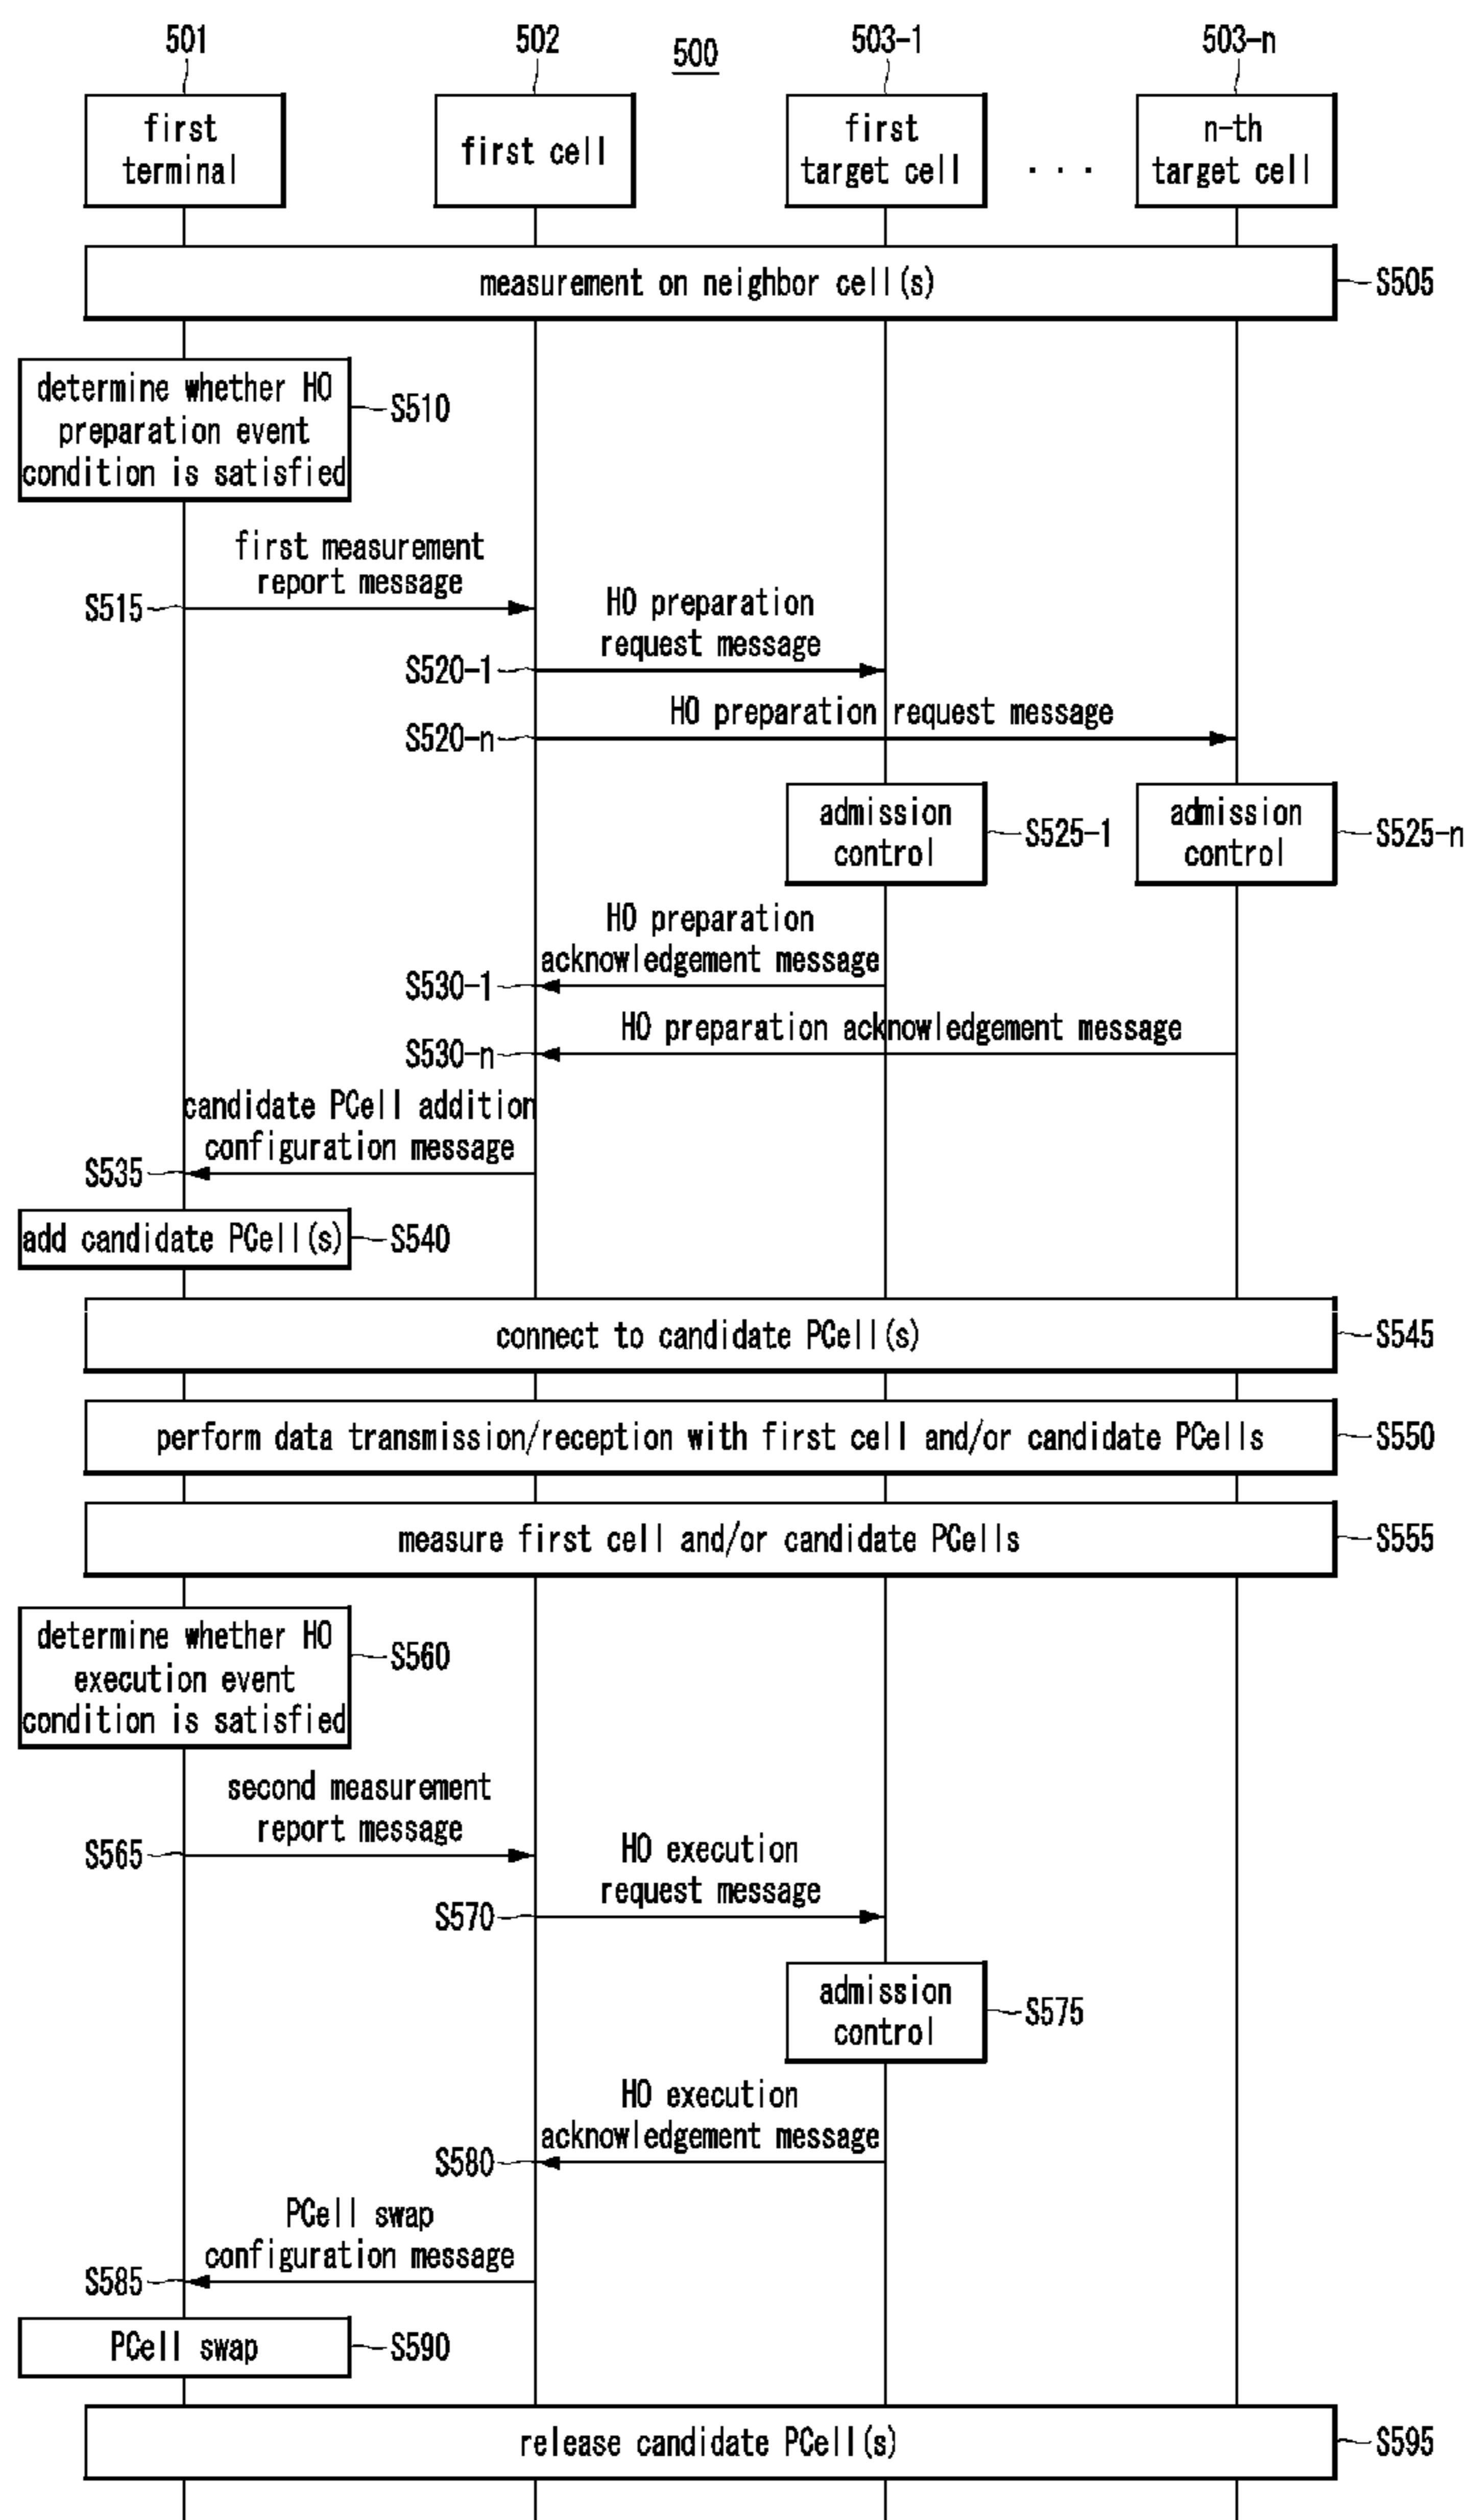 501
502
500
503-1
503-n
first
terminal
first cell
first
target cell
. . .
n-th
target cell
measurement on neighbor cell(s)
S505
determine whether HO
preparation event
condition is satisfied
S510
first measurement
report message
S515
HO preparation
request message
S520-1
HO preparation request message
S520-n
admission
control
S525-1
admission
control
S525-n
HO preparation
acknowledgement message
S530-1
HO preparation acknowledgement message
S530-n
candidate PCell addition
configuration message
S535
add candidate PCell(s)
S540
connect to candidate PCell(s)
S545
perform data transmission/reception with first cell and/or candidate PCells
S550
measure first cell and/or candidate PCells
S555
determine whether HO
execution event
condition is satisfied
S560
second measurement
report message
S565
HO execution
request message
S570
admission
control
S575
HO execution
acknowledgement message
S580
PCell swap
configuration message
S585
PCell swap
S590
release candidate PCell(s)
S595